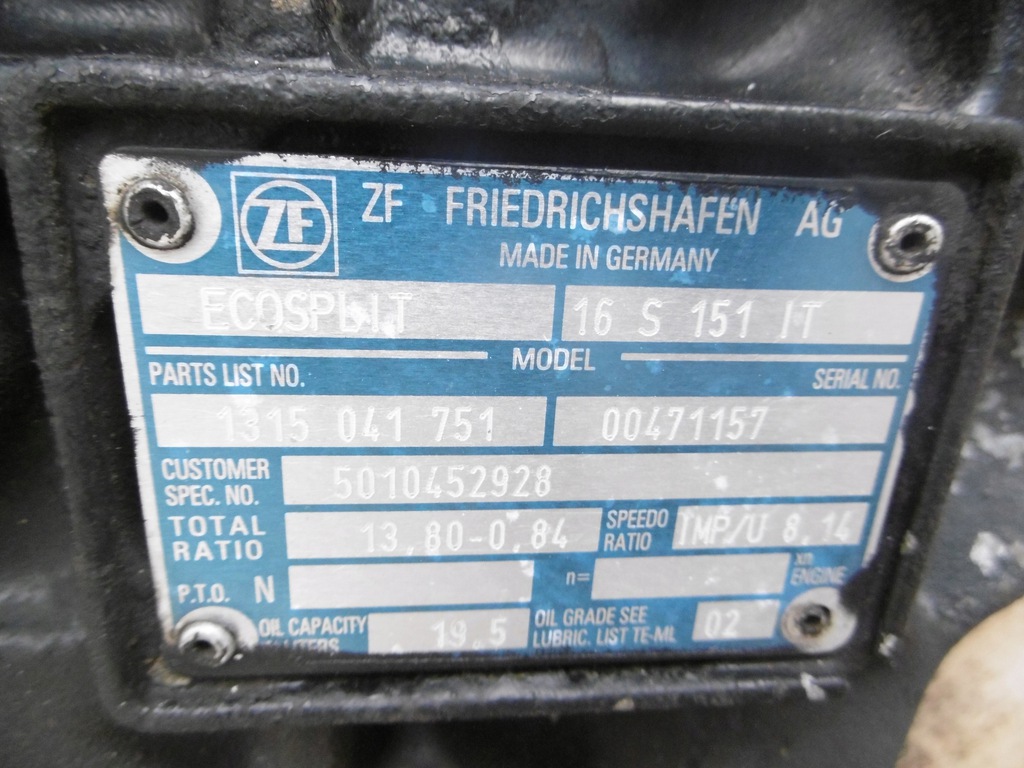 ZF ZF FRIEDRICHSHAFEN AG
MADE IN GERMANY
ECOSPLIT 16 S 151 IT
MODEL
PARTS LIST NO. SERIAL NO.
1315 041 751 00471157
CUSTOMER SPEC. NO. 5010452928
TOTAL RATIO 13,80-0,84 SPEEDO RATIO IMP/U 8,14
P.T.O. N n= xn ENGINE
OIL CAPACITY 19,5 OIL GRADE SEE
LUBRIC. LIST TE-ML 02